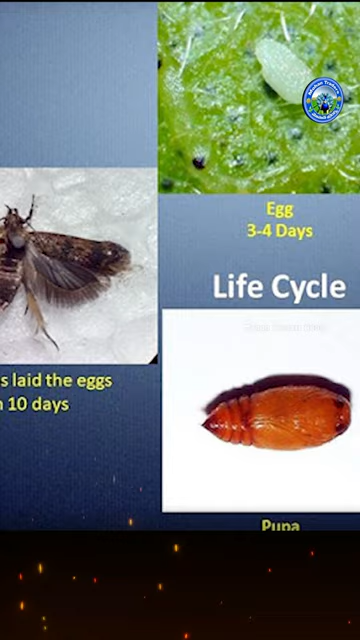 Egg
3-4 Days
Life Cycle
s laid the eggs
10 days
Pupa